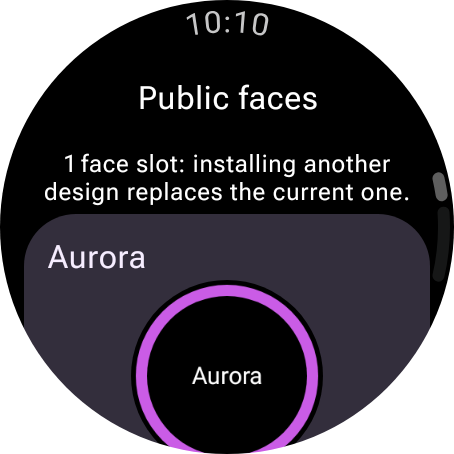 10:10
Public faces
1 face slot: installing another
design replaces the current one.
Aurora
Aurora